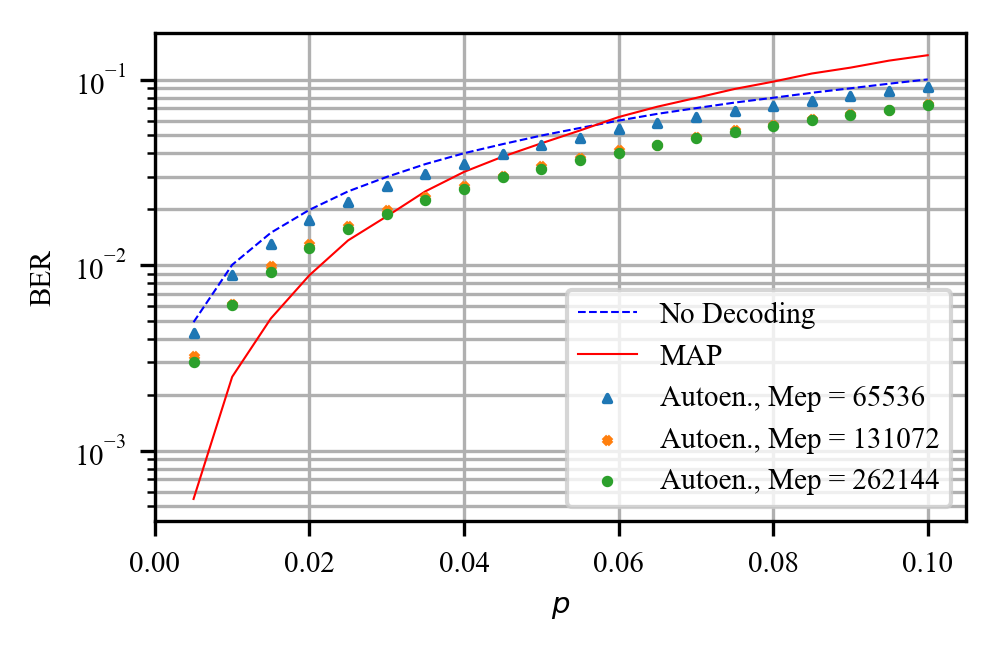 10⁻¹
10⁻²
10⁻³
BER
No Decoding
MAP
Autoen., Mep = 65536
Autoen., Mep = 131072
Autoen., Mep = 262144
0.00 0.02 0.04 0.06 0.08 0.10
p